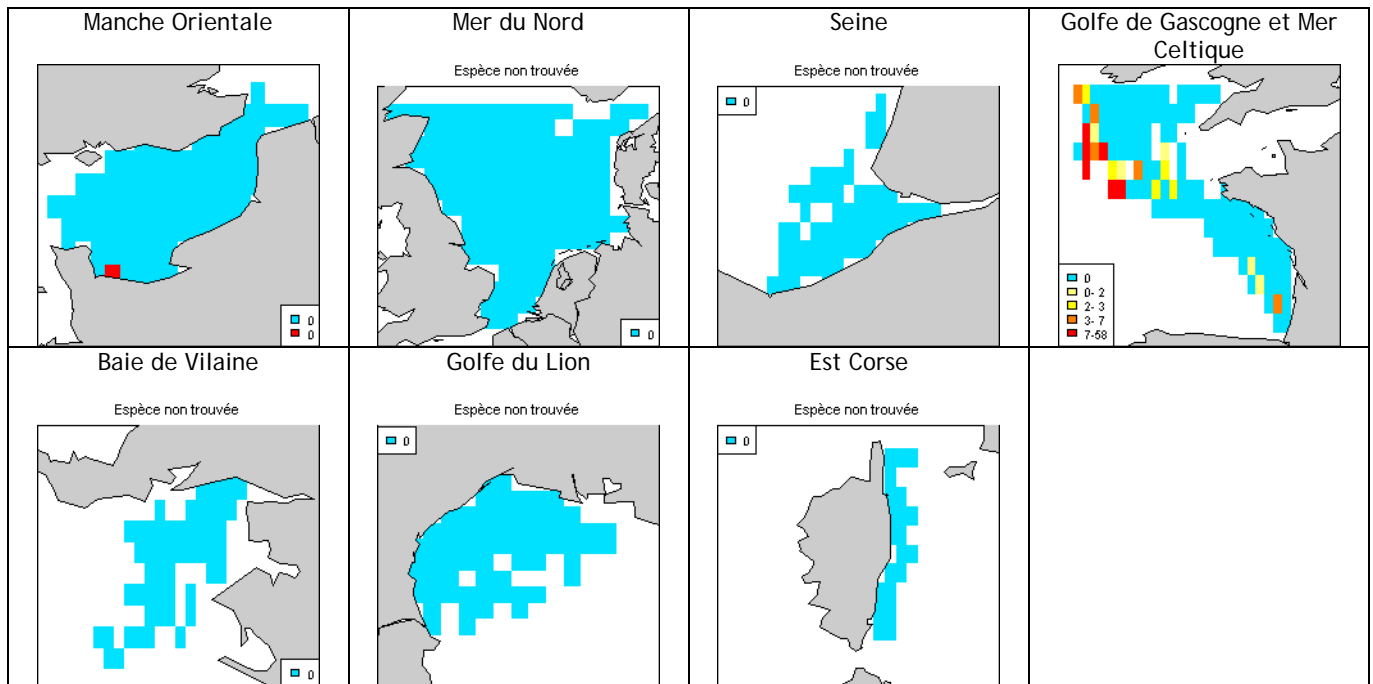 Manche Orientale
0
0
Mer du Nord
Espèce non trouvée
0
Seine
Espèce non trouvée
0
Golfe de Gascogne et Mer
Celtique
0
0- 2
2- 3
3- 7
7-58
Baie de Vilaine
Espèce non trouvée
0
Golfe du Lion
Espèce non trouvée
0
Est Corse
Espèce non trouvée
0